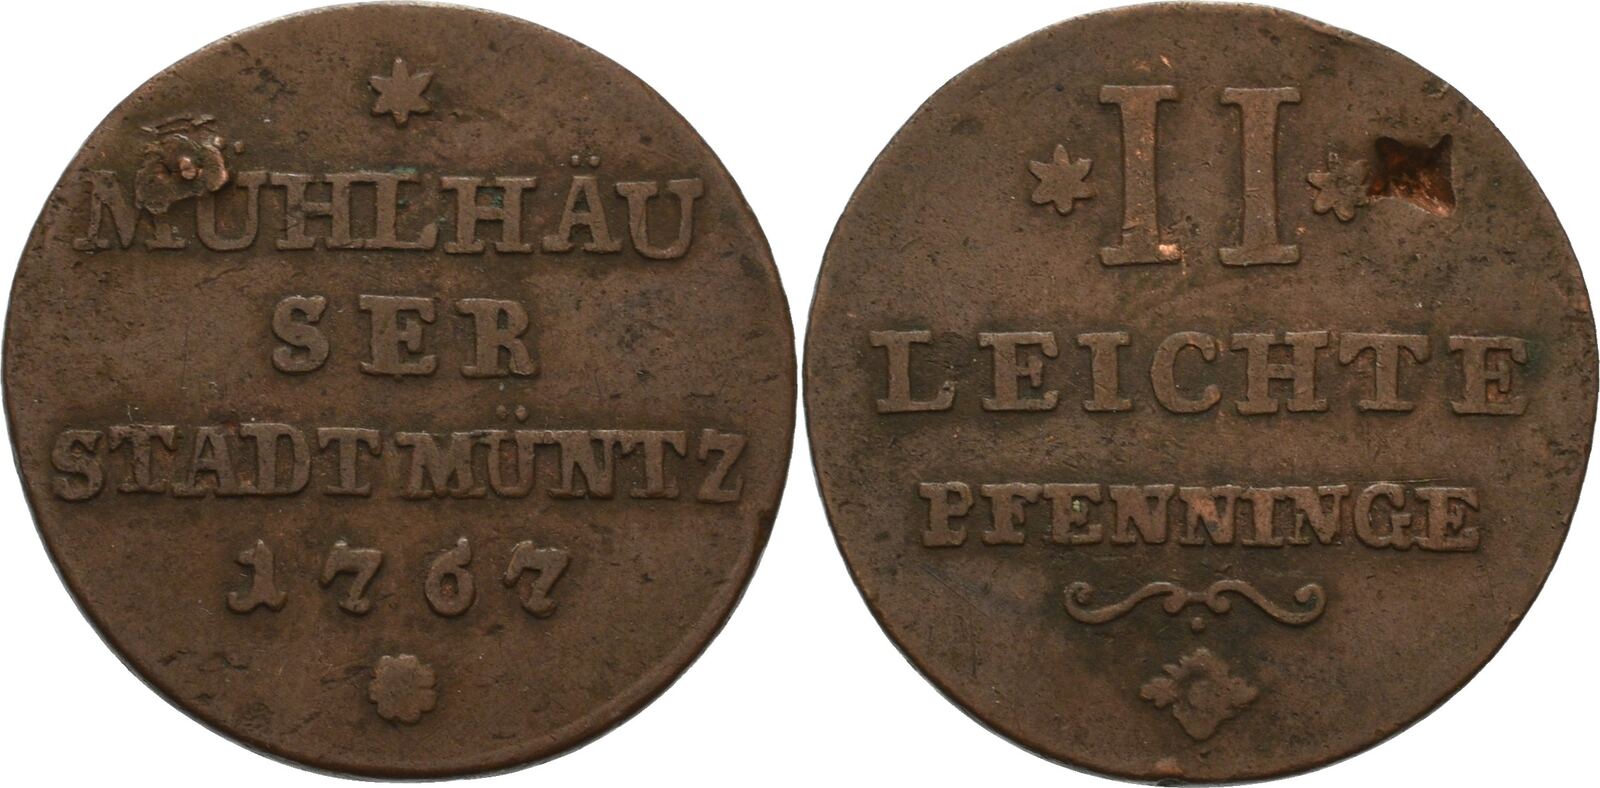 MÜHLHÄU
SER
STADTMÜNTZ
1767
II
LEICHTE
PFENNINGE